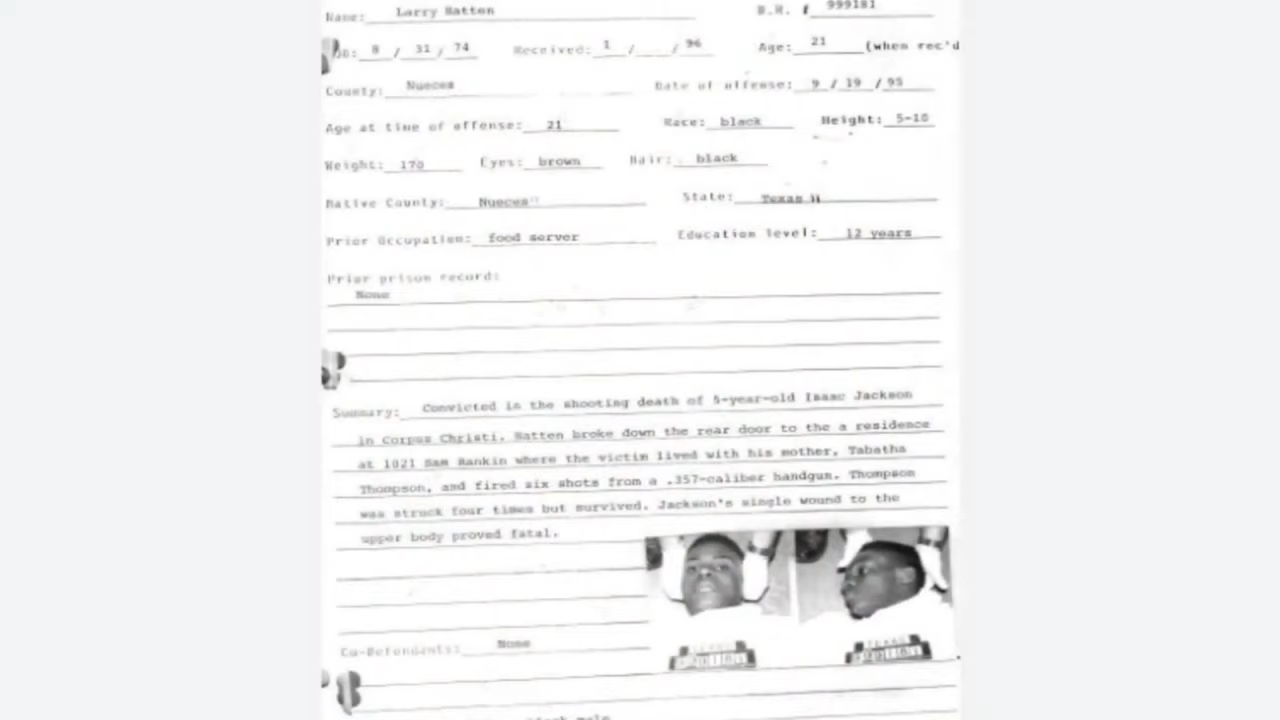 Name: Larry Hatten D.R. # 999181
DOB: 8 / 31 / 74 Received: 1 / / 96 Age: 21 (when rec'd
County: Nueces Date of offense: 9 / 19 / 95
Age at time of offense: 21 Race: black Height: 5-10
Weight: 170 Eyes: brown Hair: black
Native County: Nueces State: Texas
Prior Occupation: food server Education level: 12 years
Prior prison record:
None
Summary: Convicted in the shooting death of 5-year-old Isaac Jackson
in Corpus Christi. Hatten broke down the rear door to the a residence
at 1021 Sam Rankin where the victim lived with his mother, Tabatha
Thompson, and fired six shots from a .357-caliber handgun. Thompson
was struck four times but survived. Jackson's single wound to the
upper body proved fatal.
TEXAS TEXAS
Co-Defendants: None
black male